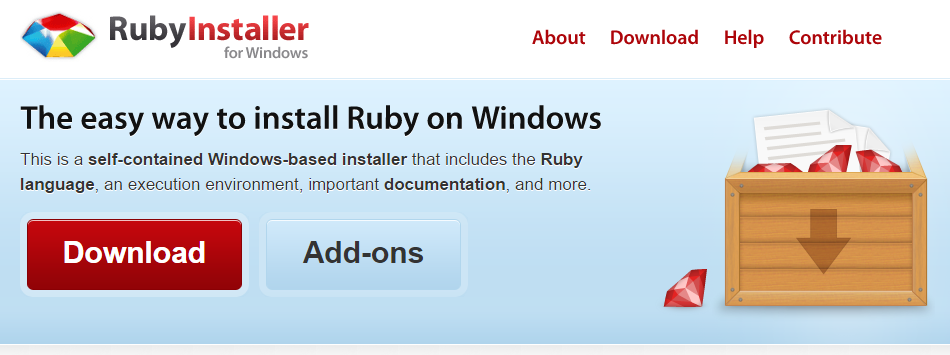 RubyInstaller
for Windows
About Download Help Contribute
The easy way to install Ruby on Windows
This is a self-contained Windows-based installer that includes the Ruby
language, an execution environment, important documentation, and more.
Download Add-ons